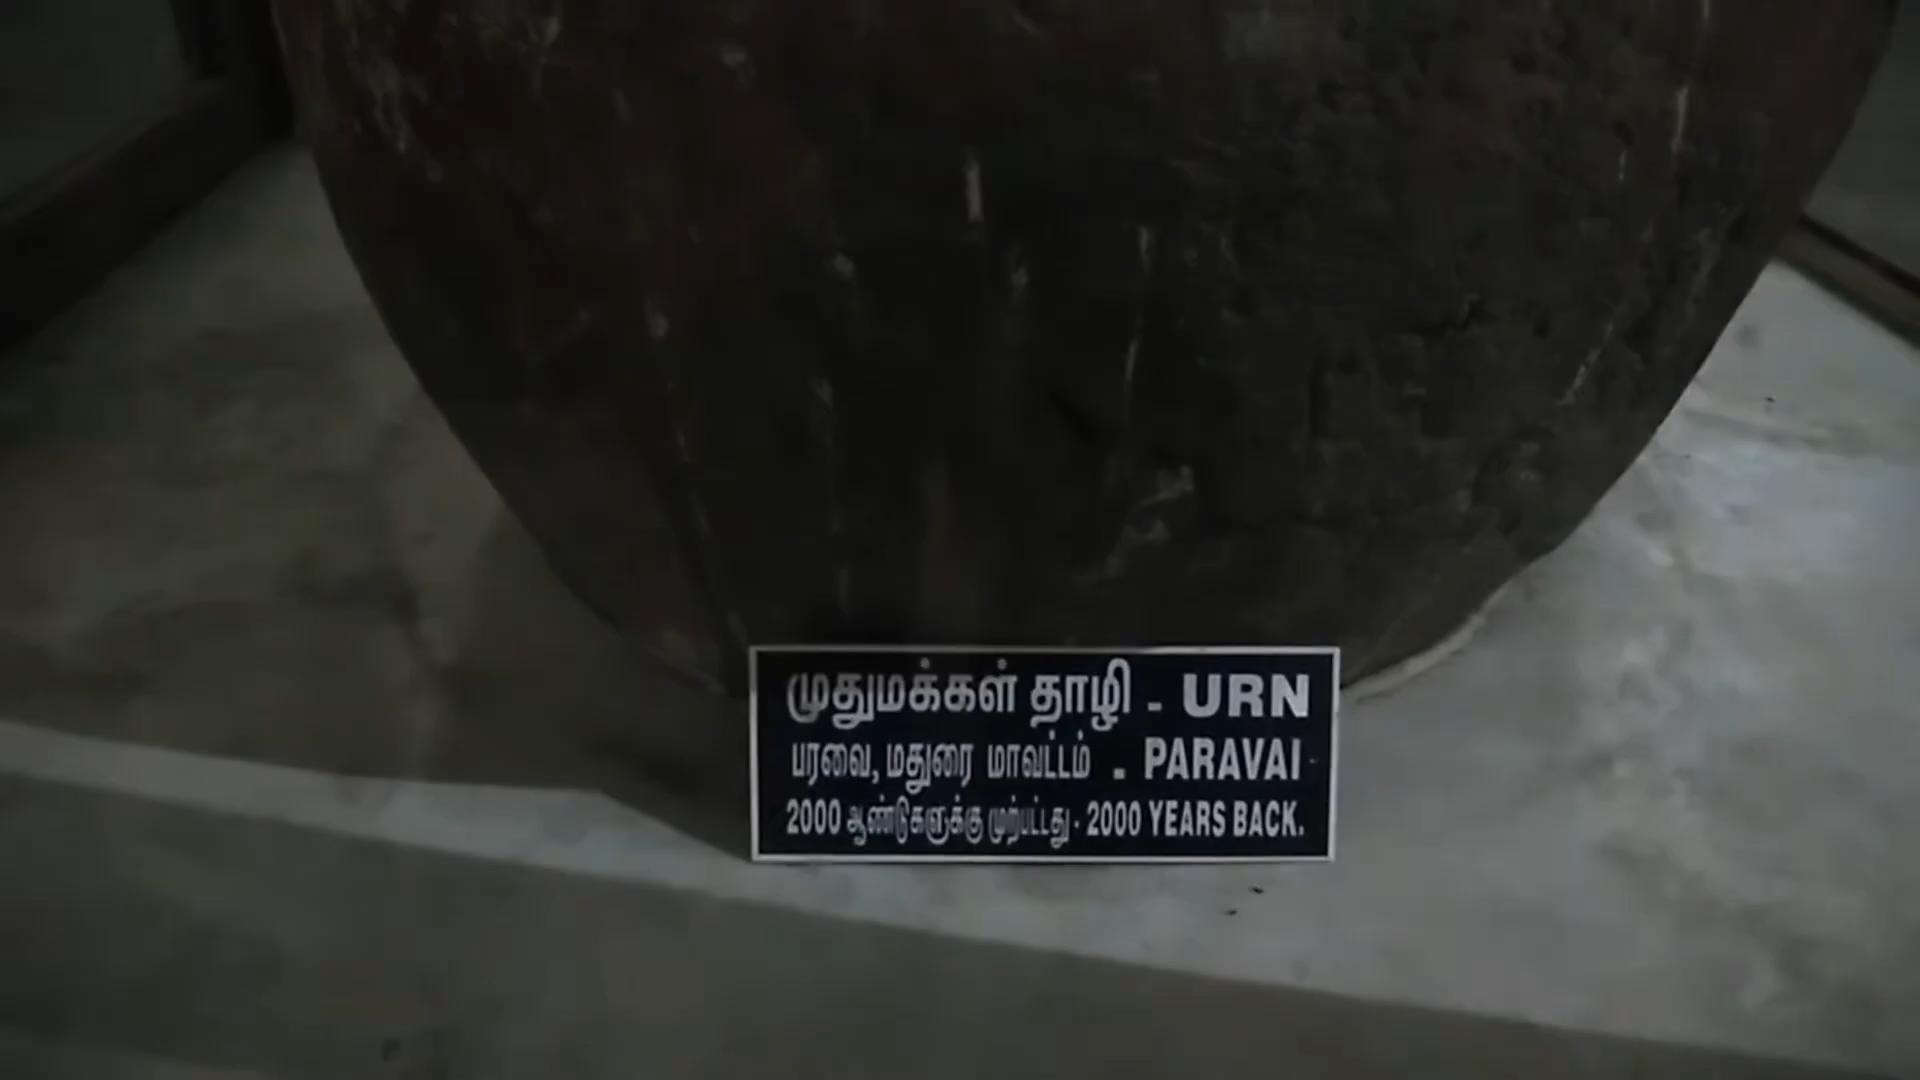 முதுமக்கள் தாழி - URN
பரவை, மதுரை மாவட்டம் - PARAVAI
2000 ஆண்டுகளுக்கு முற்பட்டது - 2000 YEARS BACK.